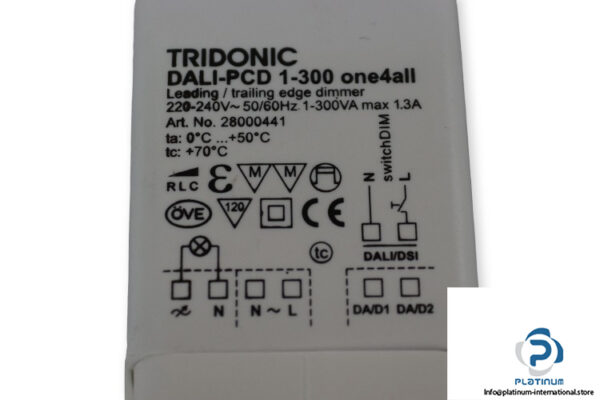 TRIDONIC
DALI-PCD 1-300 one4all
Leading / trailing edge dimmer
220-240V~ 50/60Hz 1-300VA max 1.3A
Art. No. 28000441
ta: 0°C ...+50°C
tc: +70°C
switchDIM
N L
RLC
M M
ÖVE
120
CE
DALI/DSI
tc
N N ~ L
DA/D1 DA/D2
PLATINUM
Info@platinum-international.store